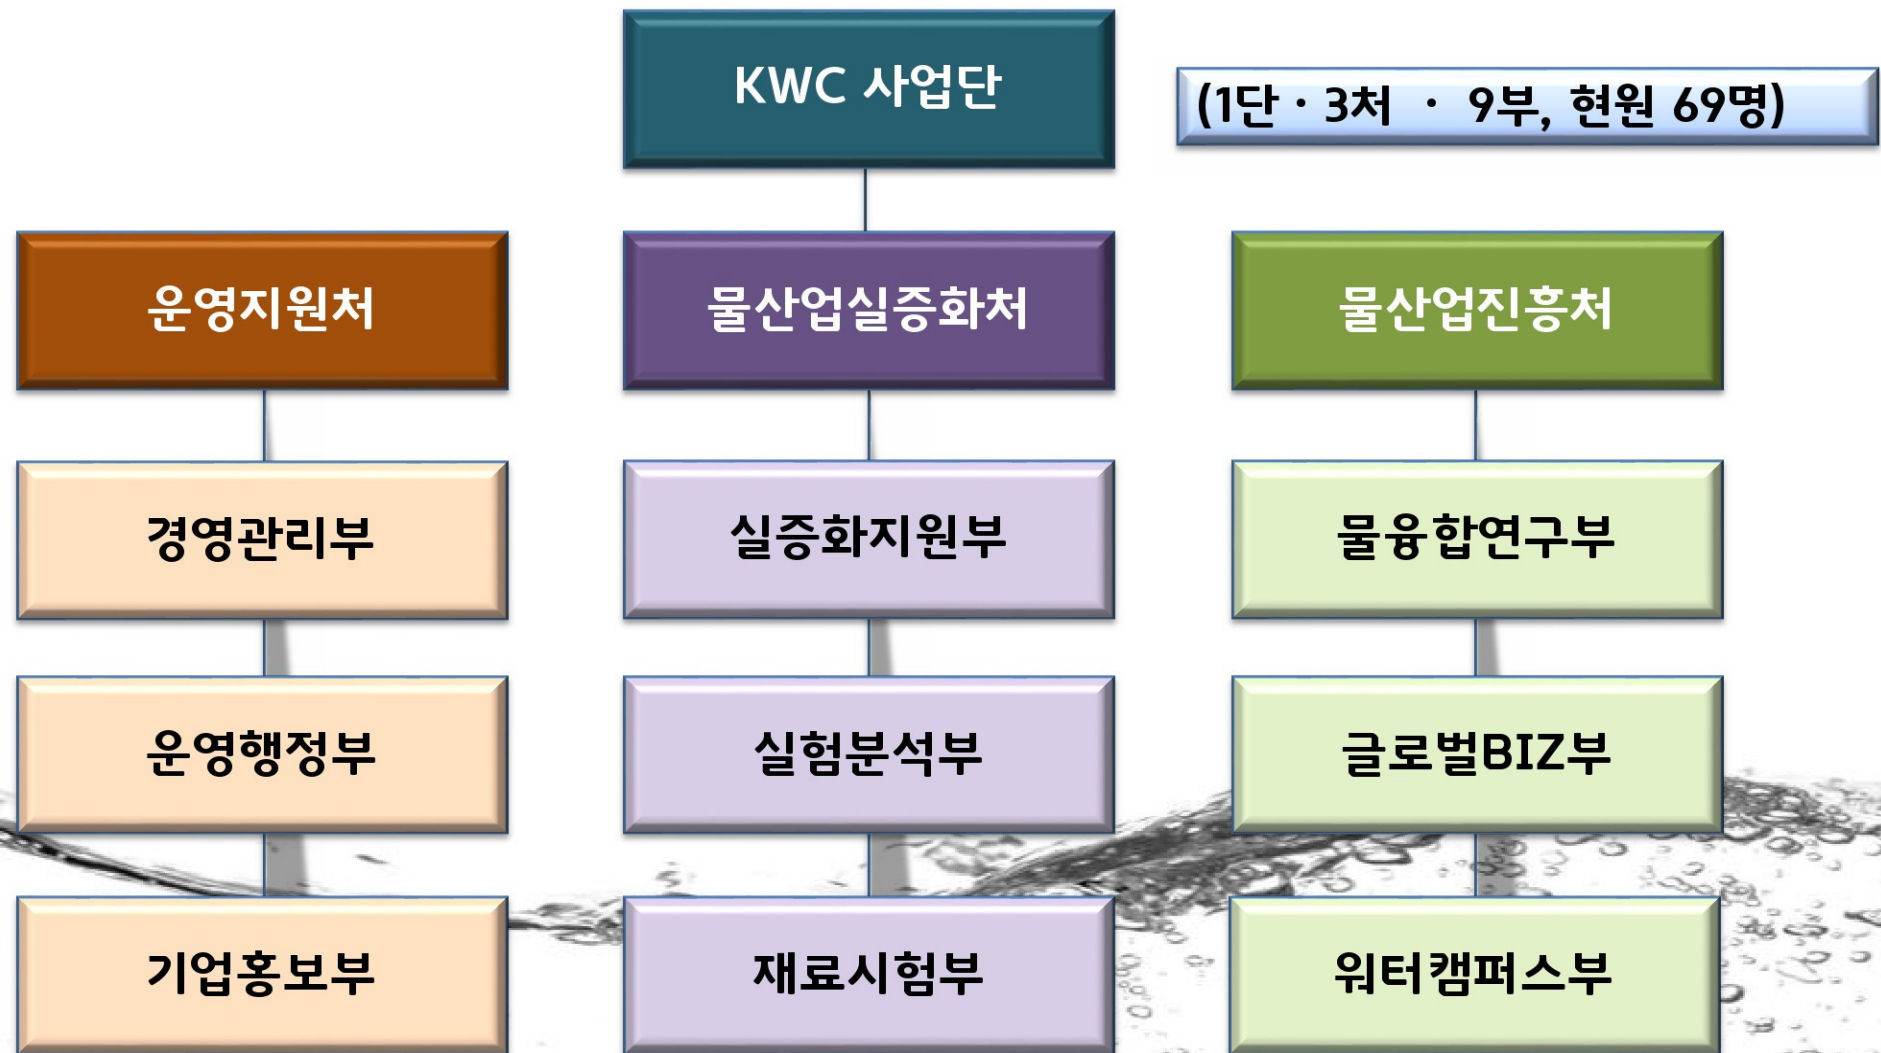 KWC 사업단
(1단 · 3처 · 9부, 현원 69명)
운영지원처
물산업실증화처
물산업진흥처
경영관리부
실증화지원부
물융합연구부
운영행정부
실험분석부
글로벌BIZ부
기업홍보부
재료시험부
워터캠퍼스부